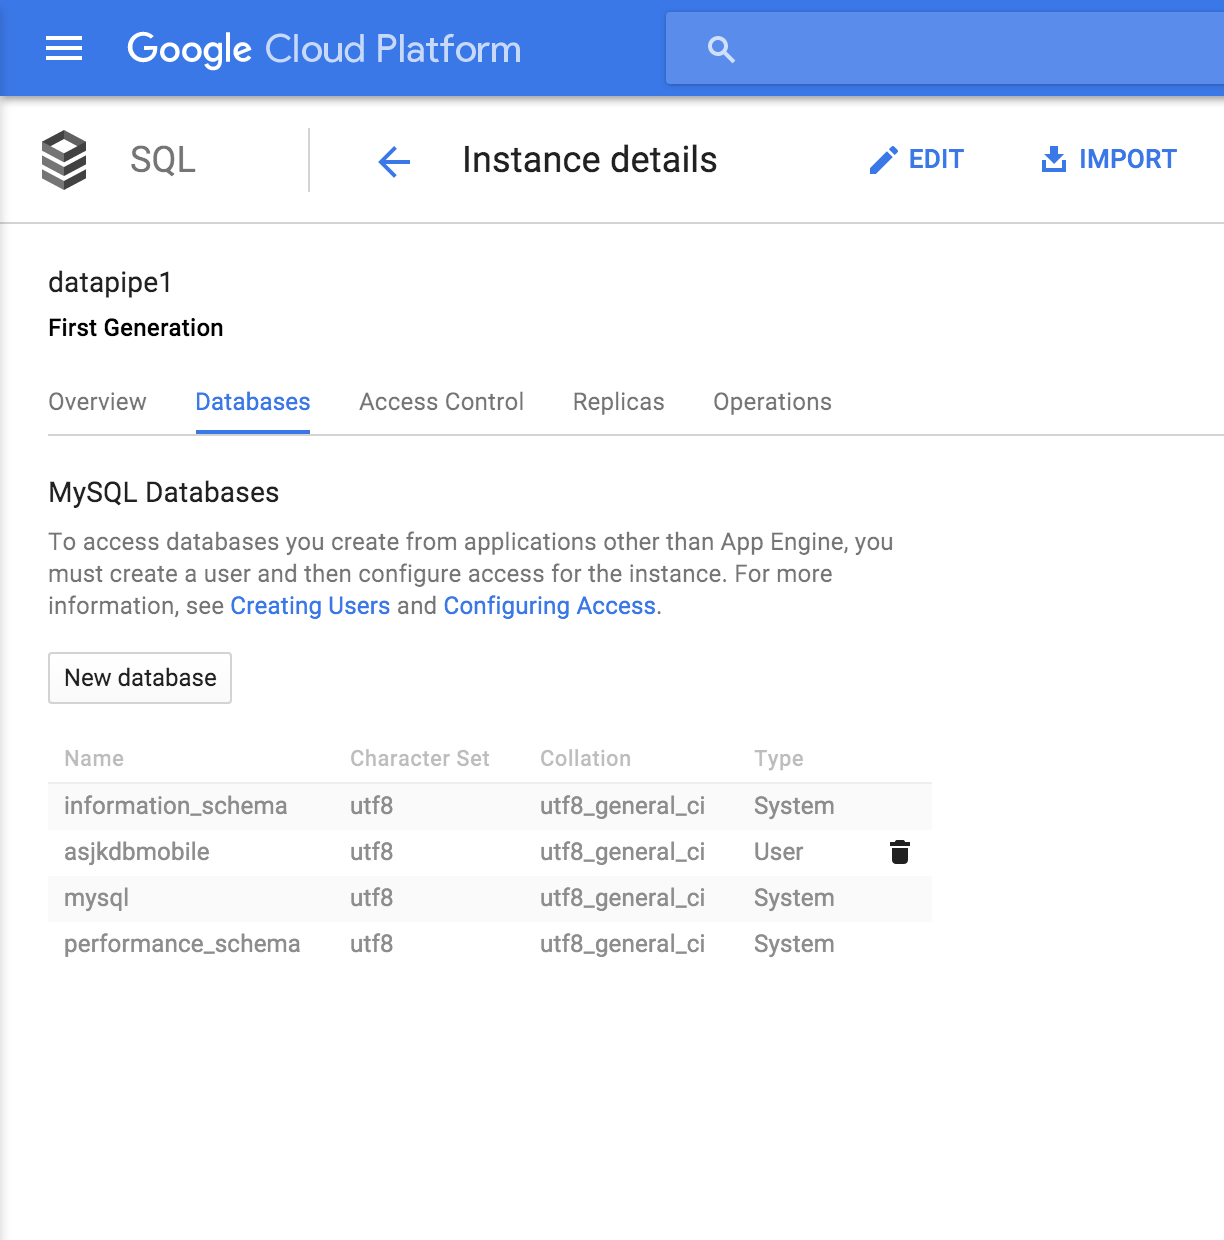 Google Cloud Platform
SQL
Instance details
EDIT
IMPORT
datapipe1
First Generation
Overview Databases Access Control Replicas Operations
MySQL Databases
To access databases you create from applications other than App Engine, you
must create a user and then configure access for the instance. For more
information, see Creating Users and Configuring Access.
New database
Name Character Set Collation Type
information_schema utf8 utf8_general_ci System
asjkdbmobile utf8 utf8_general_ci User
mysql utf8 utf8_general_ci System
performance_schema utf8 utf8_general_ci System